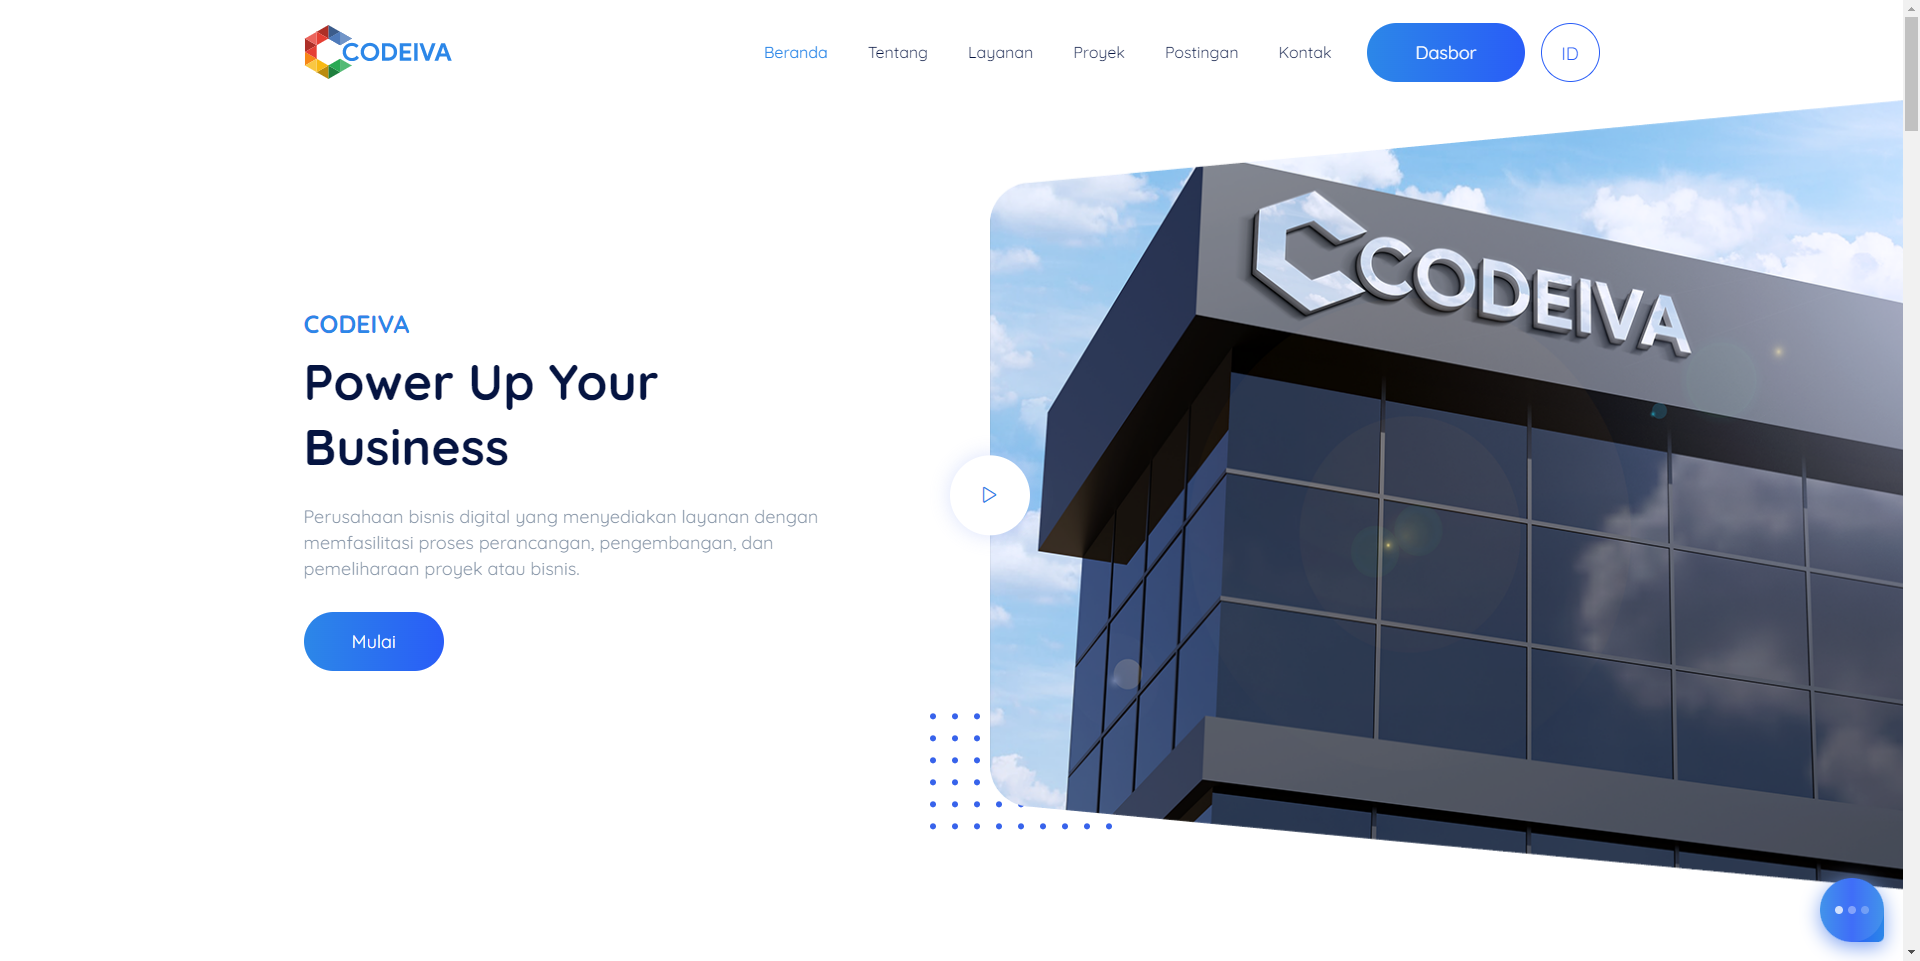 CODEIVA
Beranda
Tentang
Layanan
Proyek
Postingan
Kontak
Dasbor
ID
CODEIVA
CODEIVA
Power Up Your
Business
Perusahaan bisnis digital yang menyediakan layanan dengan
memfasilitasi proses perancangan, pengembangan, dan
pemeliharaan proyek atau bisnis.
Mulai